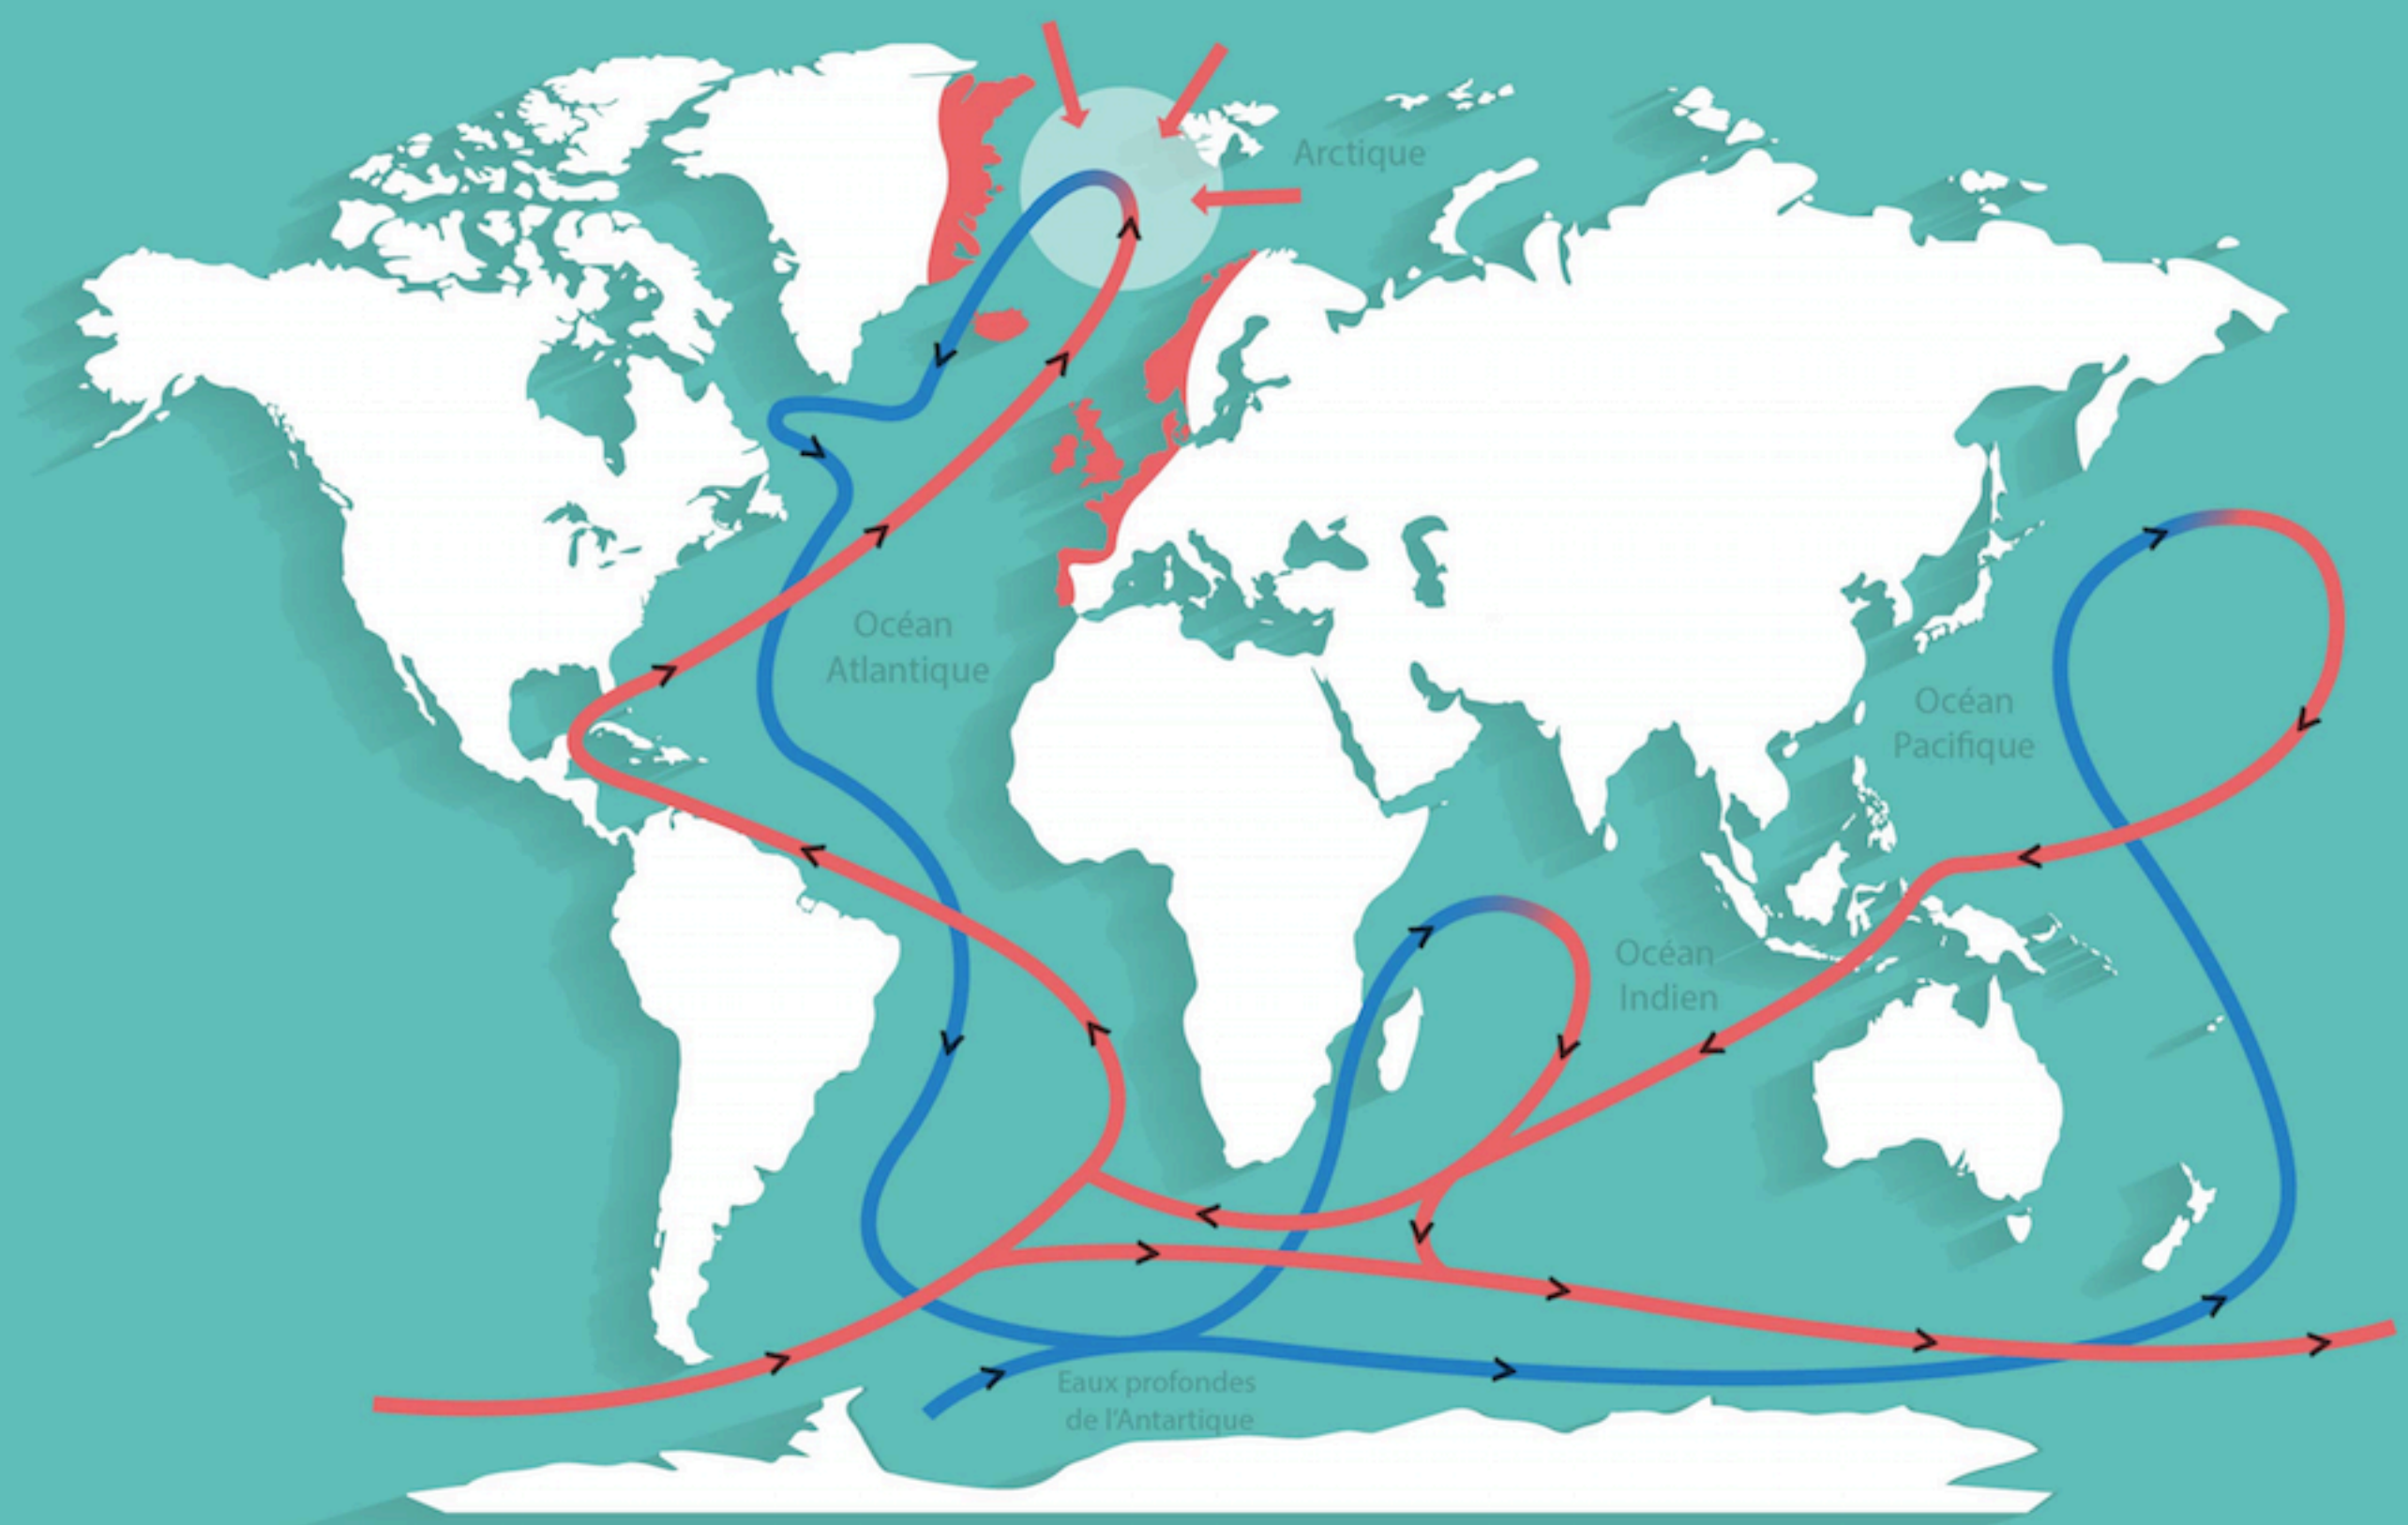 Arctique
Océan
Atlantique
Océan
Pacifique
Océan
Indien
Eaux profondes
de l'Antartique